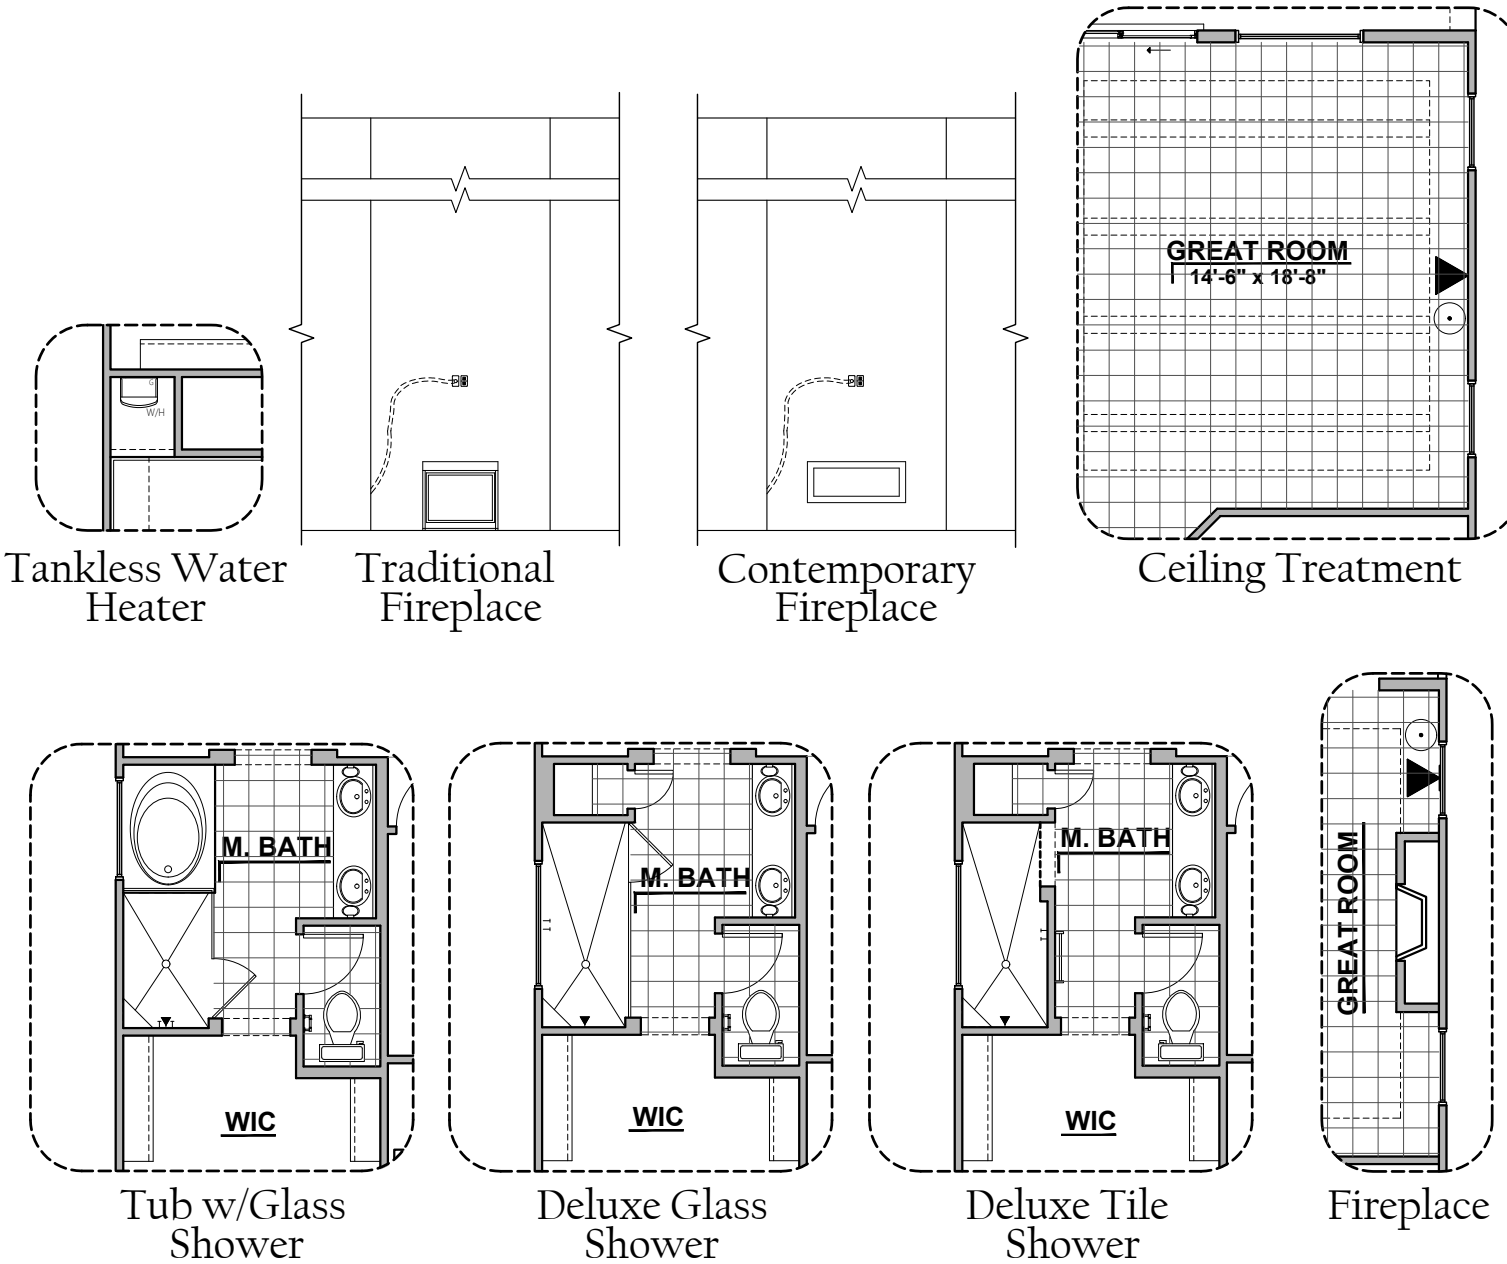 GREAT ROOM
14'-6" x 18'-8"
G
W/H
Tankless Water
Heater
Traditional
Fireplace
Contemporary
Fireplace
Ceiling Treatment
M. BATH
WIC
Tub w/Glass
Shower
M. BATH
WIC
Deluxe Glass
Shower
M. BATH
WIC
Deluxe Tile
Shower
GREAT ROOM
Fireplace